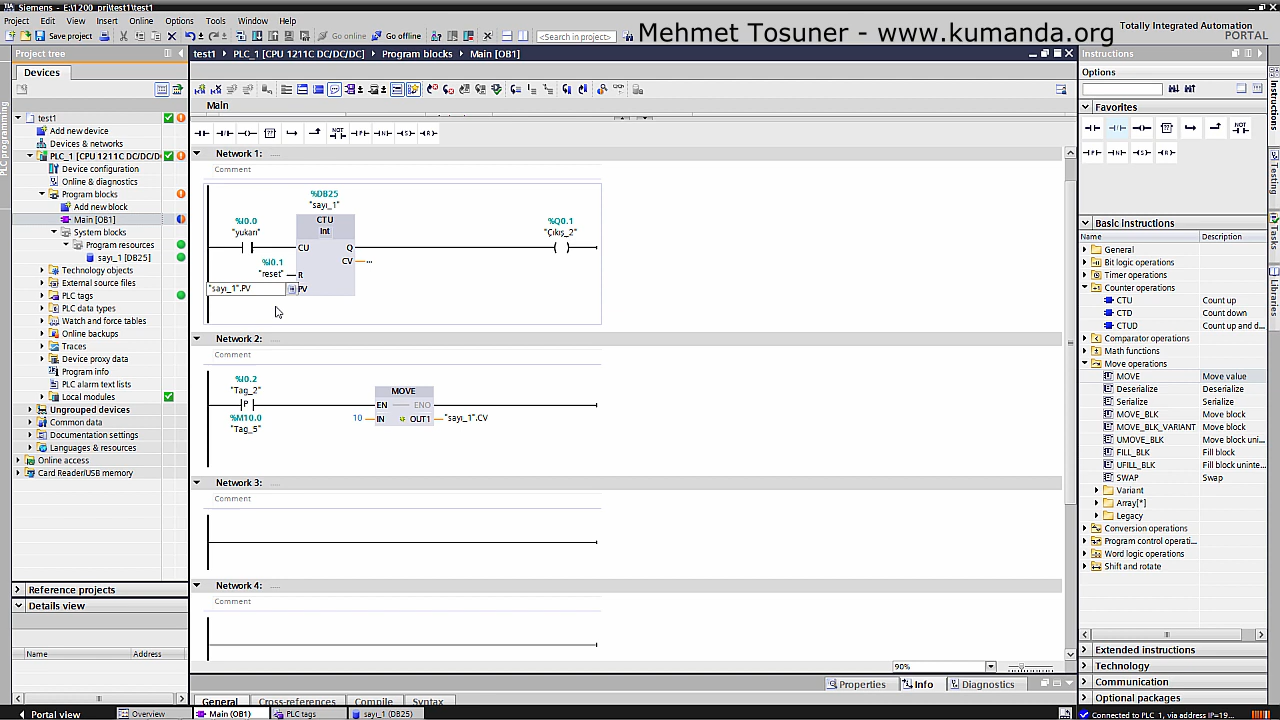 Siemens - E:\1200_prj\test1\test1
Project Edit View Insert Online Options Tools Window Help
Save project Go online Go offline <Search in project>
Mehmet Tosuner - www.kumanda.org
Totally Integrated Automation
PORTAL
Project tree
test1 PLC_1 [CPU 1211C DC/DC/DC] Program blocks Main [OB1]
Instructions
Devices
Options
Main
Favorites
PLC programming
test1
Add new device
Devices & networks
PLC_1 [CPU 1211C DC/DC/D
Device configuration
Online & diagnostics
Program blocks
Add new block
Main [OB1]
System blocks
Program resources
sayı_1 [DB25]
Technology objects
External source files
PLC tags
PLC data types
Watch and force tables
Online backups
Traces
Device proxy data
Program info
PLC alarm text lists
Local modules
Ungrouped devices
Common data
Documentation settings
Languages & resources
Online access
Card Reader/USB memory
Reference projects
Details view
Name Address
Network 1: .....
Comment
%DB25
"sayı_1"
CTU
Int
%I0.0
"yukarı"
%Q0.1
"Çıkış_2"
CU Q
%I0.1
"reset"
CV ...
R
"sayı_1".PV PV
Network 2: .....
Comment
%I0.2
"Tag_2"
P
%M10.0
"Tag_5"
MOVE
EN ENO
10 IN OUT1 "sayı_1".CV
Network 3: .....
Comment
Network 4: .....
Comment
90%
Properties Info Diagnostics
General Cross-references Compile Syntax
Basic instructions
Name Description
General
Bit logic operations
Timer operations
Counter operations
CTU Count up
CTD Count down
CTUD Count up and d...
Comparator operations
Math functions
Move operations
MOVE Move value
Deserialize Deserialize
Serialize Serialize
MOVE_BLK Move block
MOVE_BLK_VARIANT Move block
UMOVE_BLK Move block uni...
FILL_BLK Fill block
UFILL_BLK Fill block uninte...
SWAP Swap
Variant
Array[*]
Legacy
Conversion operations
Program control operati...
Word logic operations
Shift and rotate
Extended instructions
Technology
Communication
Optional packages
Instructions
Testing
Tasks
Libraries
Portal view Overview Main (OB1) PLC tags sayı_1 (DB25) Connected to PLC_1, via address IP=19...